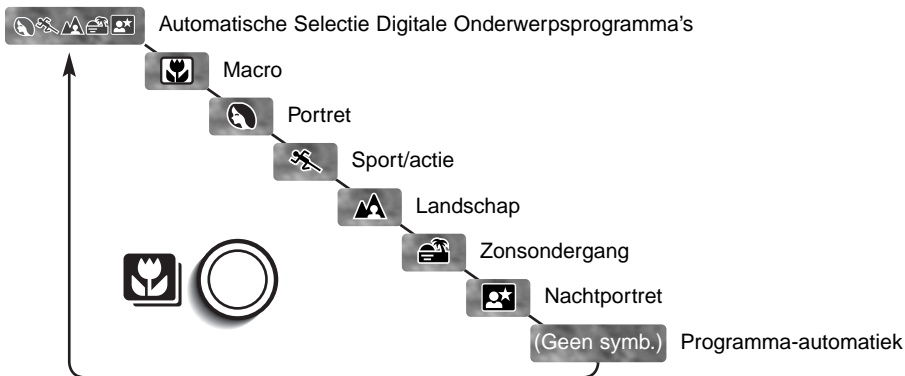 Automatische Selectie Digitale Onderwerpsprogramma's
Macro
Portret
Sport/actie
Landschap
Zonsondergang
Nachtportret
(Geen symb.) Programma-automatiek